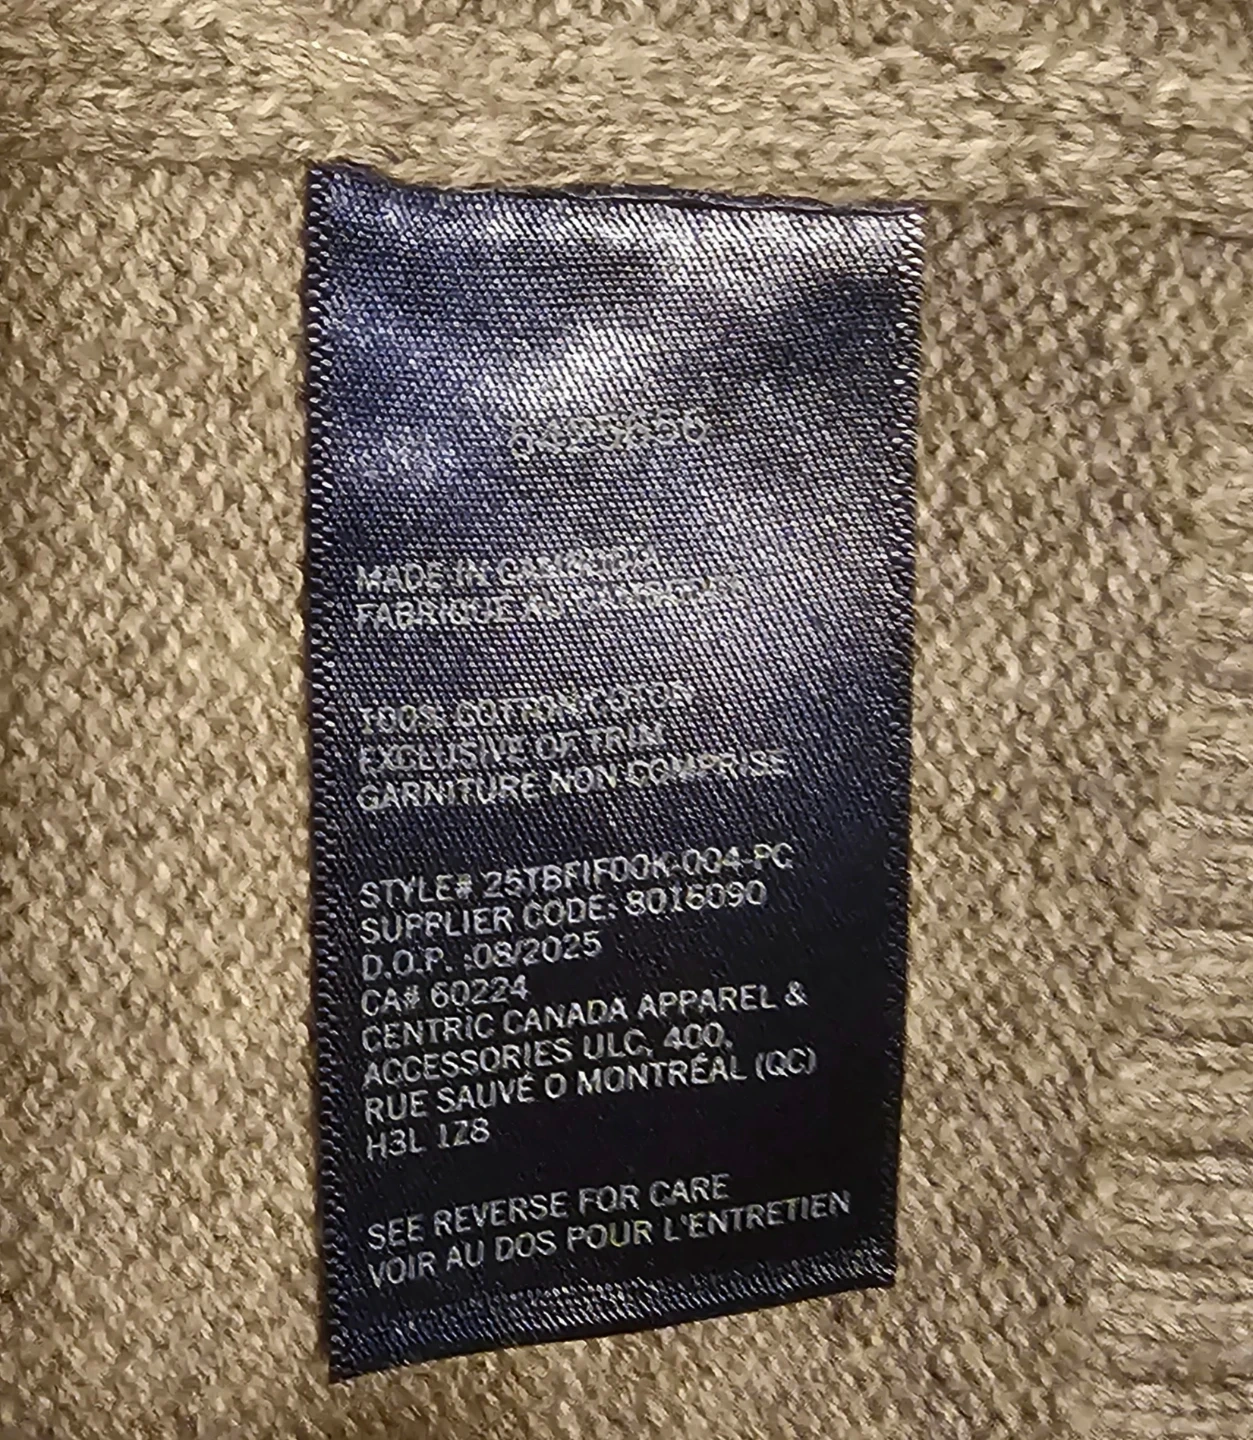 MADE IN CAMBODIA
FABRIQUE AU CAMBODGE
100% COTTON/COTON
EXCLUSIVE OF TRIM
GARNITURE NON COMPRISE
STYLE# 25TBFIF00K-004-PC
SUPPLIER CODE: 8016090
D.O.P. :08/2025
CA# 60224
CENTRIC CANADA APPAREL &
ACCESSORIES ULC, 400,
RUE SAUVÉ O MONTRÉAL (QC)
H3L 1Z8
SEE REVERSE FOR CARE
VOIR AU DOS POUR L'ENTRETIEN